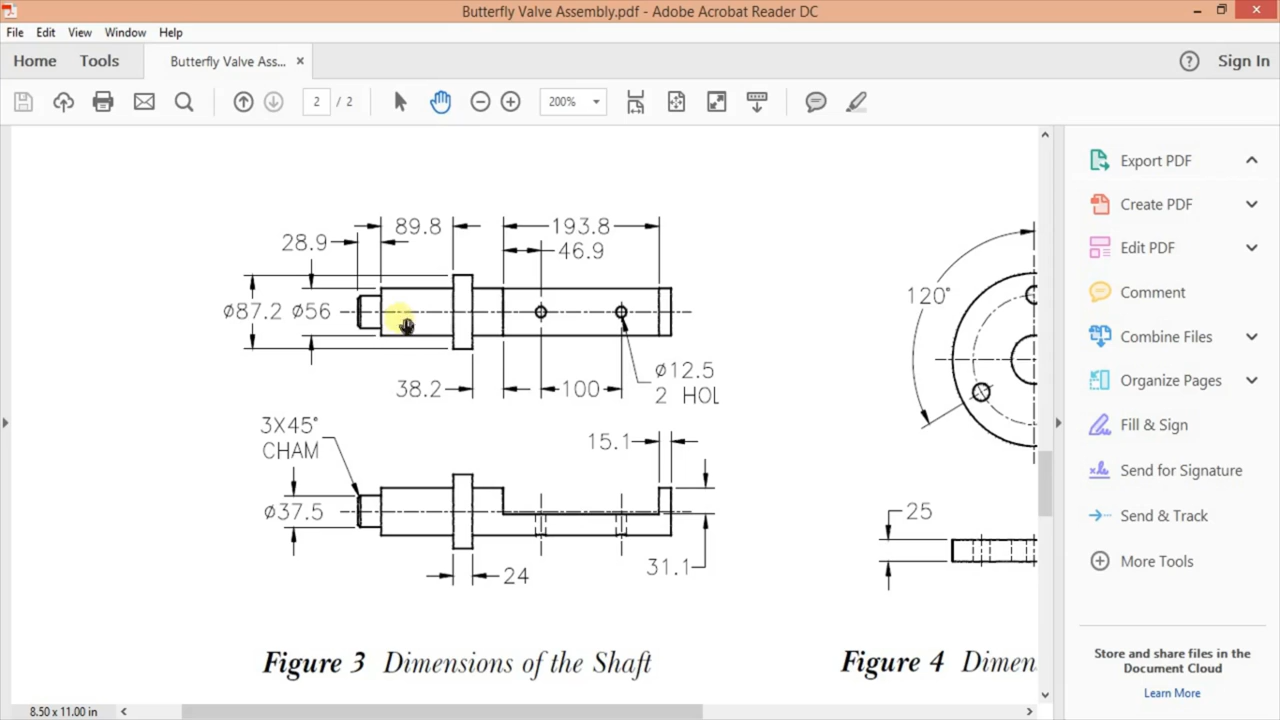 Butterfly Valve Assembly.pdf - Adobe Acrobat Reader DC
File Edit View Window Help
Home Tools Butterfly Valve Ass... × Sign In
2 / 2 200%
Export PDF
Create PDF
Edit PDF
Comment
Combine Files
Organize Pages
Fill & Sign
Send for Signature
Send & Track
More Tools
Store and share files in the
Document Cloud
Learn More
89.8 193.8
28.9 46.9
ø87.2 ø56
38.2 100
ø12.5
2 HOL
3X45°
CHAM
15.1
ø37.5
31.1
24
120°
25
Figure 3 Dimensions of the Shaft
Figure 4 Dimen
8.50 x 11.00 in